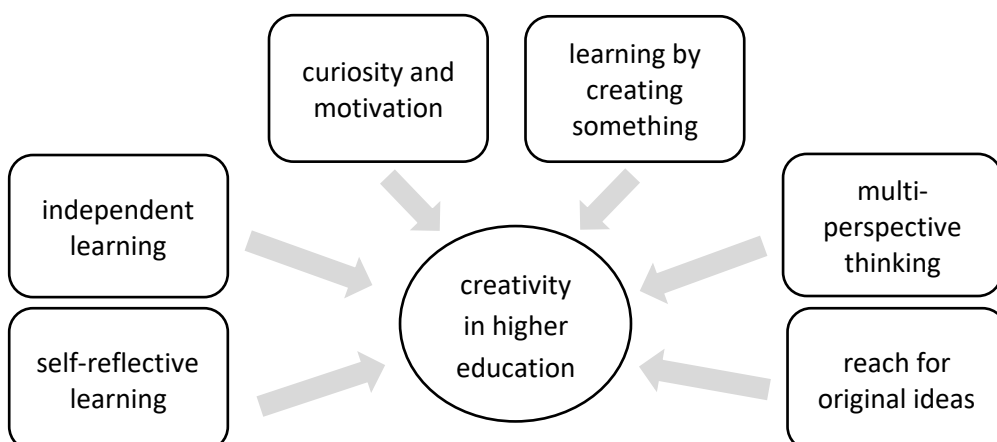 curiosity and
motivation
learning by
creating
something
independent
learning
multi-
perspective
thinking
creativity
in higher
education
self-reflective
learning
reach for
original ideas